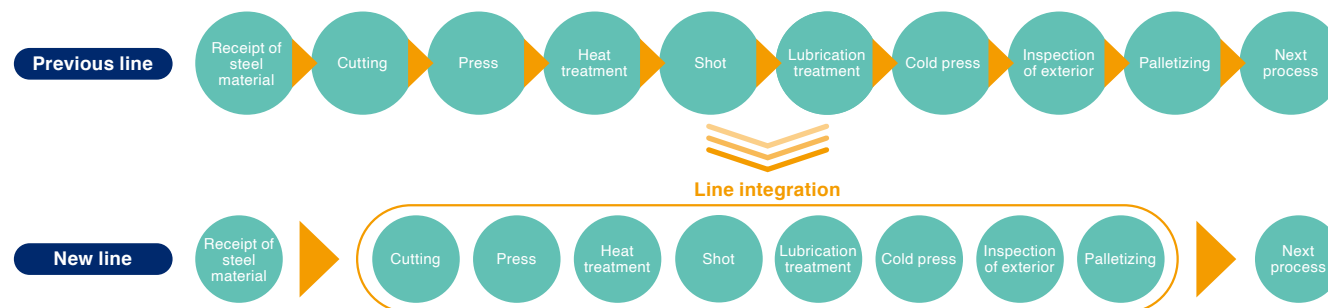 Previous line
Receipt of
steel
material
Cutting
Press
Heat
treatment
Shot
Lubrication
treatment
Cold press
Inspection
of exterior
Palletizing
Next
process
Line integration
New line
Receipt of
steel
material
Cutting
Press
Heat
treatment
Shot
Lubrication
treatment
Cold press
Inspection
of exterior
Palletizing
Next
process